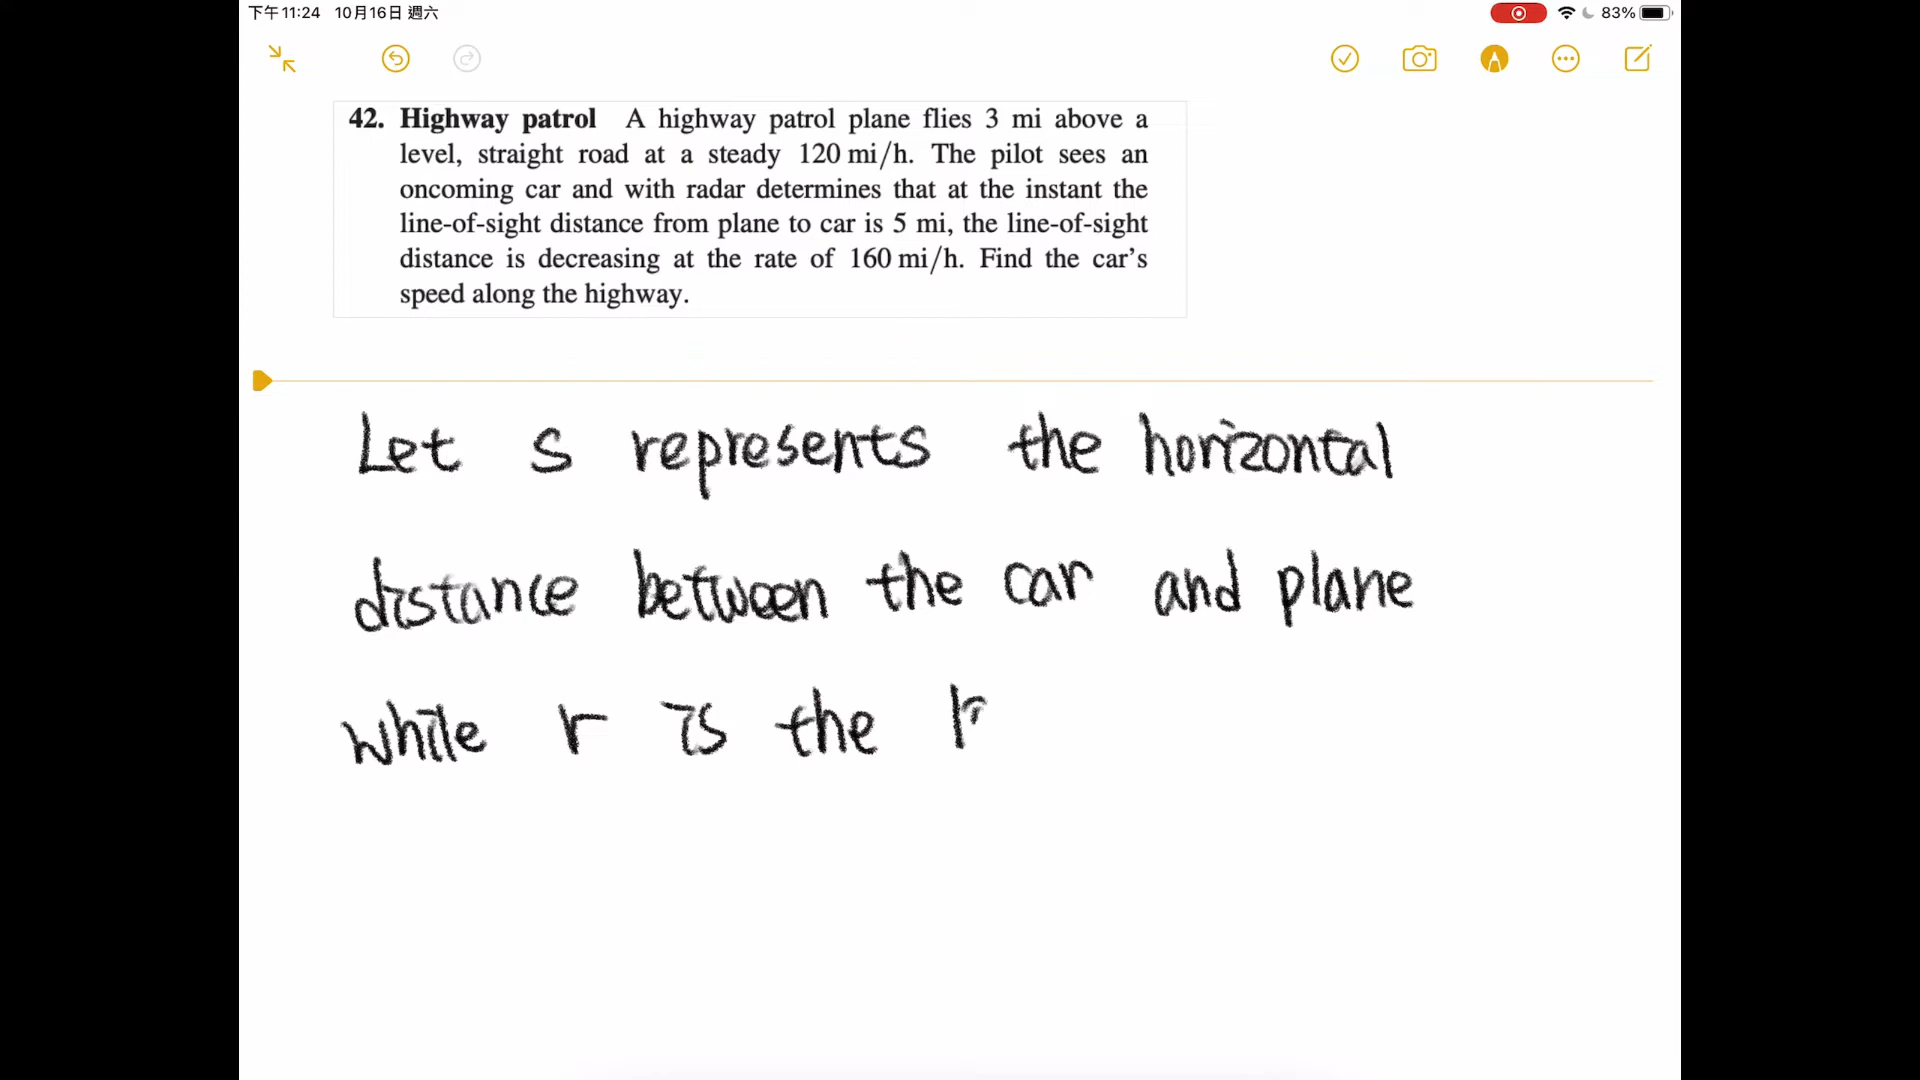 下午11:24 10月16日 週六
83%
42. Highway patrol A highway patrol plane flies 3 mi above a
level, straight road at a steady 120 mi/h. The pilot sees an
oncoming car and with radar determines that at the instant the
line-of-sight distance from plane to car is 5 mi, the line-of-sight
distance is decreasing at the rate of 160 mi/h. Find the car's
speed along the highway.
Let s represents the horizontal
distance between the car and plane
while r is the